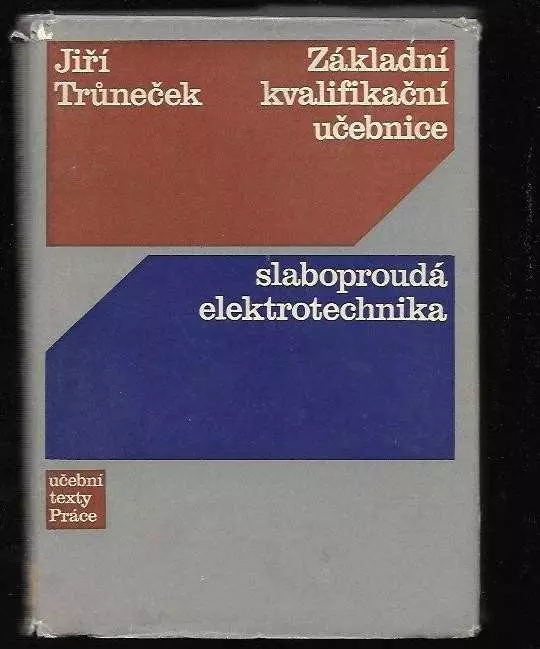 Jiří
Trůneček
Základní
kvalifikační
učebnice
slaboproudá
elektrotechnika
učební
texty
Práce